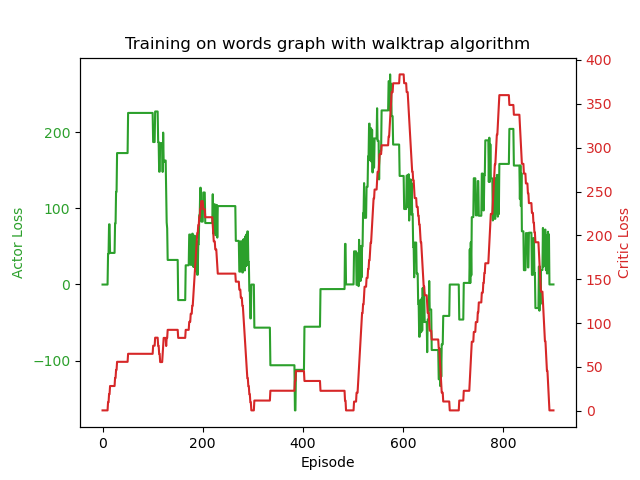 Training on words graph with walktrap algorithm
400
350
300
250
200
150
100
50
0
Critic Loss
200
100
0
−100
Actor Loss
0 200 400 600 800
Episode